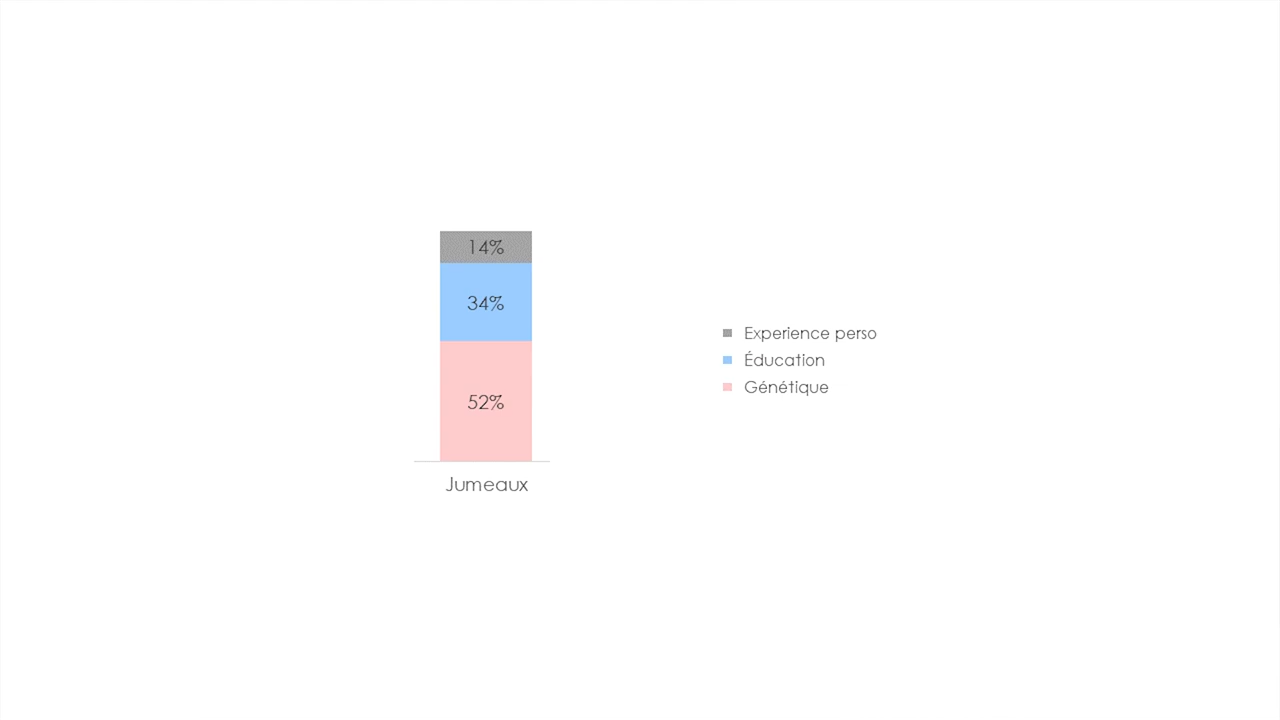 14%
34%
52%
Jumeaux
Experience perso
Éducation
Génétique